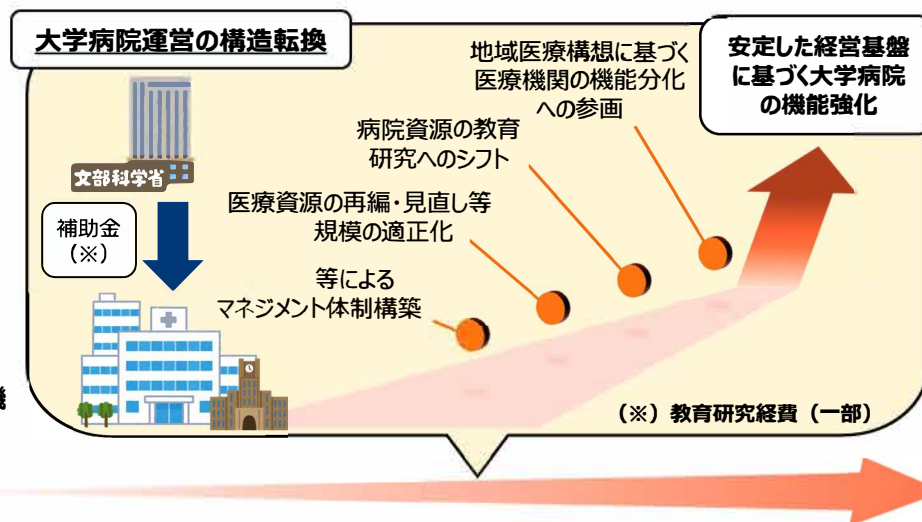 大学病院運営の構造転換
文部科学省
補助金
（※）
地域医療構想に基づく
医療機関の機能分化
への参画
病院資源の教育
研究へのシフト
医療資源の再編・見直し等
規模の適正化
等による
マネジメント体制構築
安定した経営基盤
に基づく大学病院
の機能強化
（※）教育研究経費（一部）
機